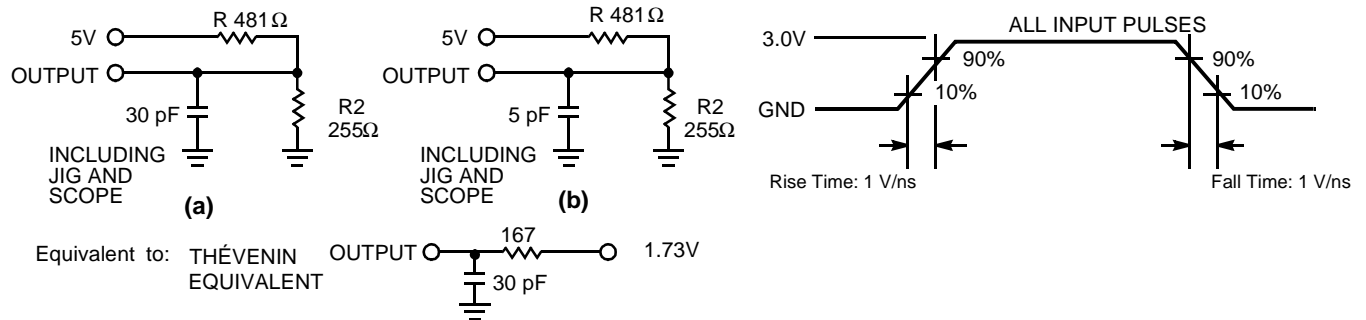 R 481Ω
5V
OUTPUT
30 pF
R2
255Ω
INCLUDING
JIG AND
SCOPE
(a)
R 481Ω
5V
OUTPUT
5 pF
R2
255Ω
INCLUDING
JIG AND
SCOPE
(b)
ALL INPUT PULSES
3.0V
90%
10%
GND
90%
10%
Rise Time: 1 V/ns
Fall Time: 1 V/ns
Equivalent to: THÉVENIN
EQUIVALENT
OUTPUT
167
1.73V
30 pF